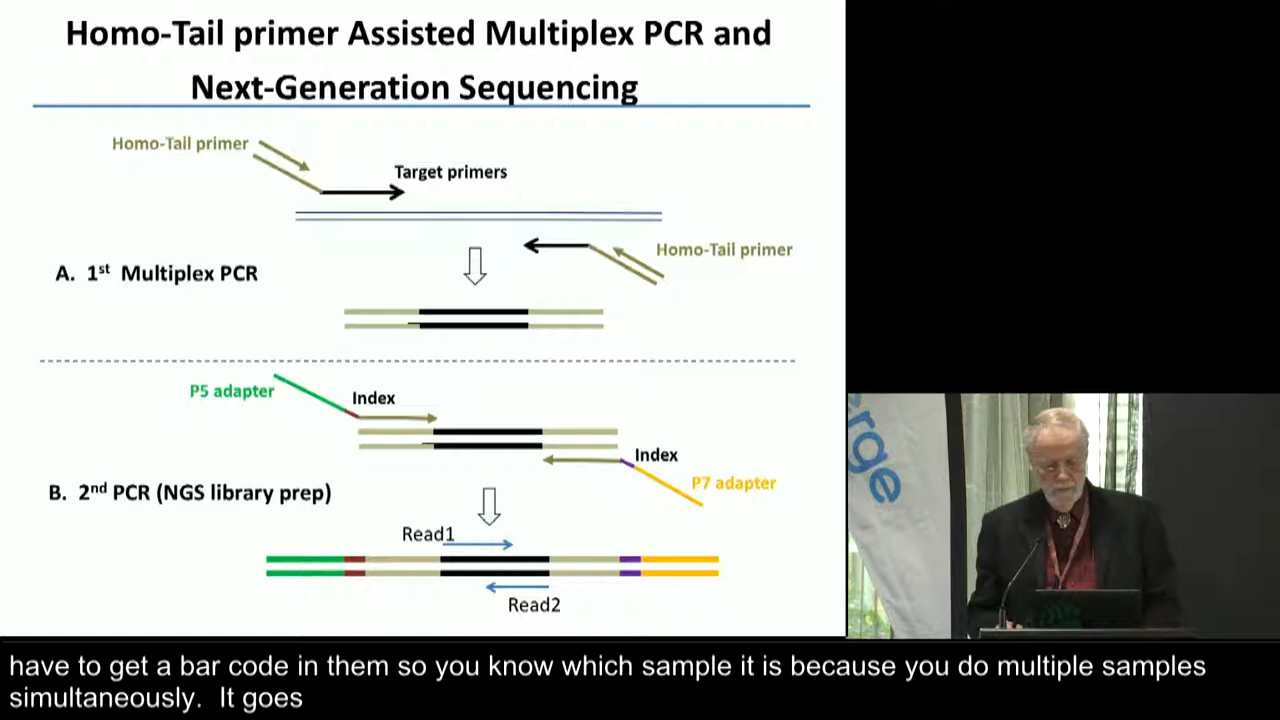 Homo-Tail primer Assisted Multiplex PCR and
Next-Generation Sequencing
Homo-Tail primer
Target primers
Homo-Tail primer
A. 1st Multiplex PCR
P5 adapter
Index
Index
P7 adapter
B. 2nd PCR (NGS library prep)
Read1
Read2
erge
have to get a bar code in them so you know which sample it is because you do multiple samples
simultaneously. It goes